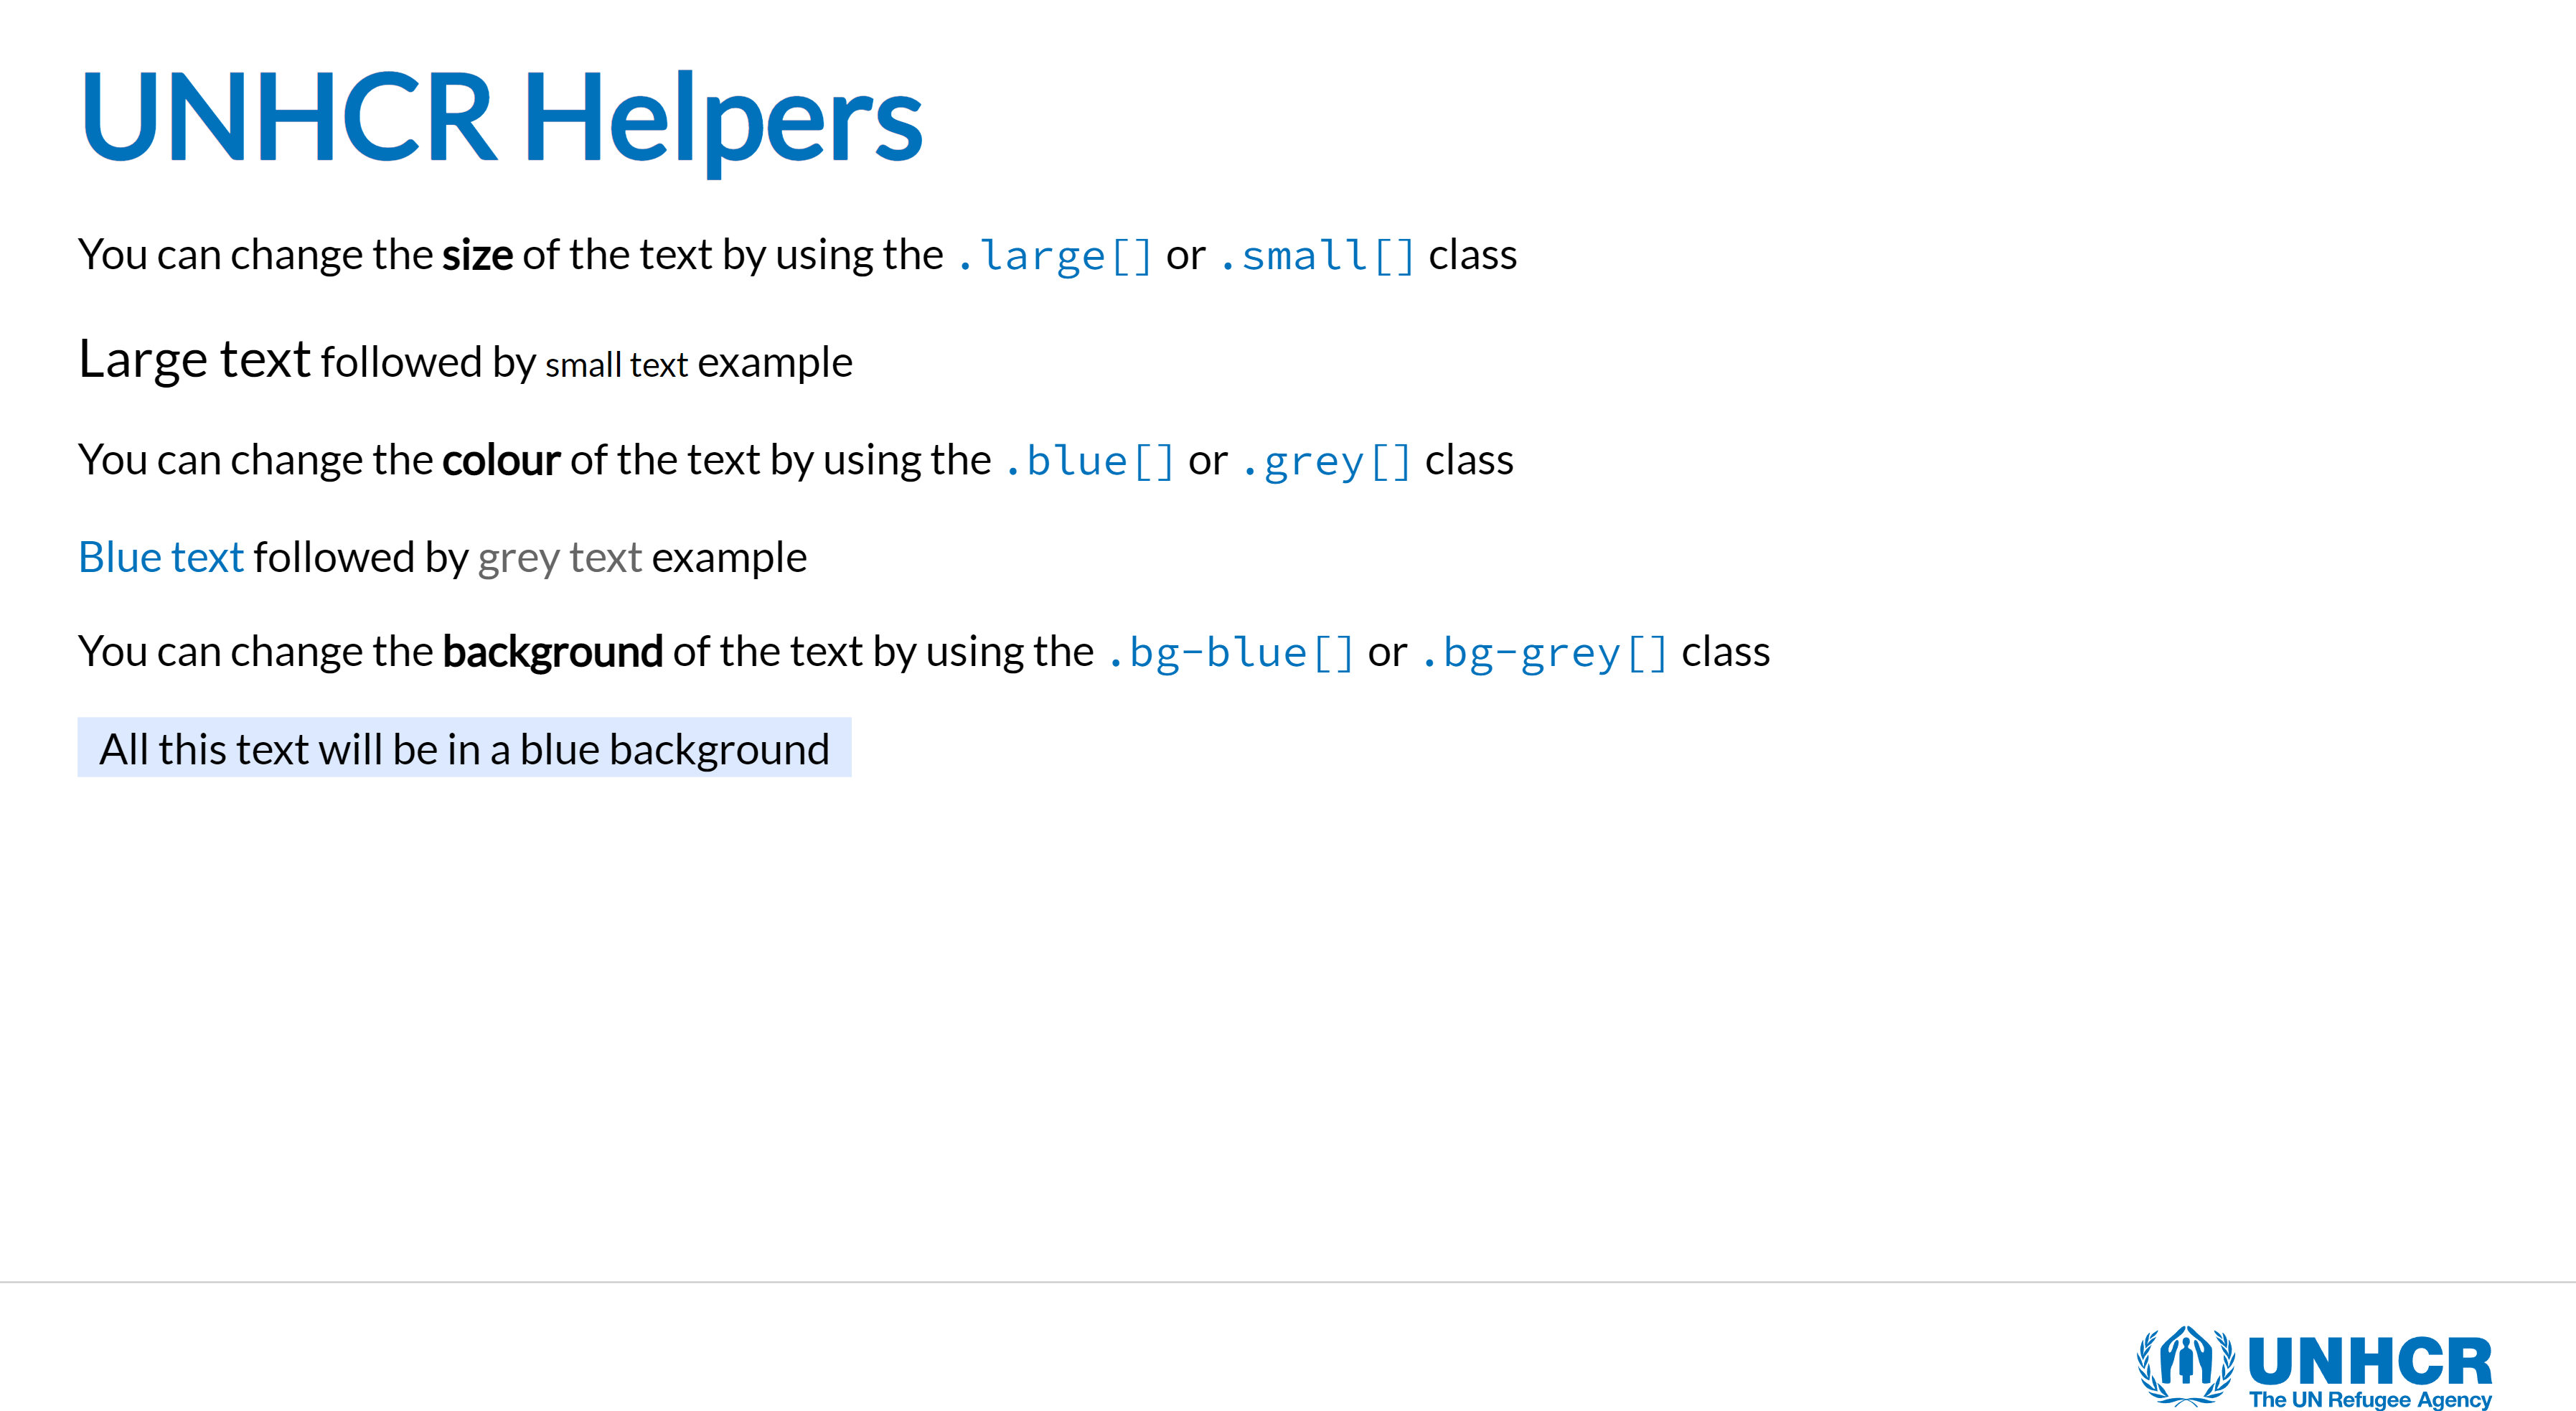 UNHCR Helpers
You can change the size of the text by using the .large[] or .small[] class
Large text followed by small text example
You can change the colour of the text by using the .blue[] or .grey[] class
Blue text followed by grey text example
You can change the background of the text by using the .bg-blue[] or .bg-grey[] class
All this text will be in a blue background
UNHCR
The UN Refugee Agency